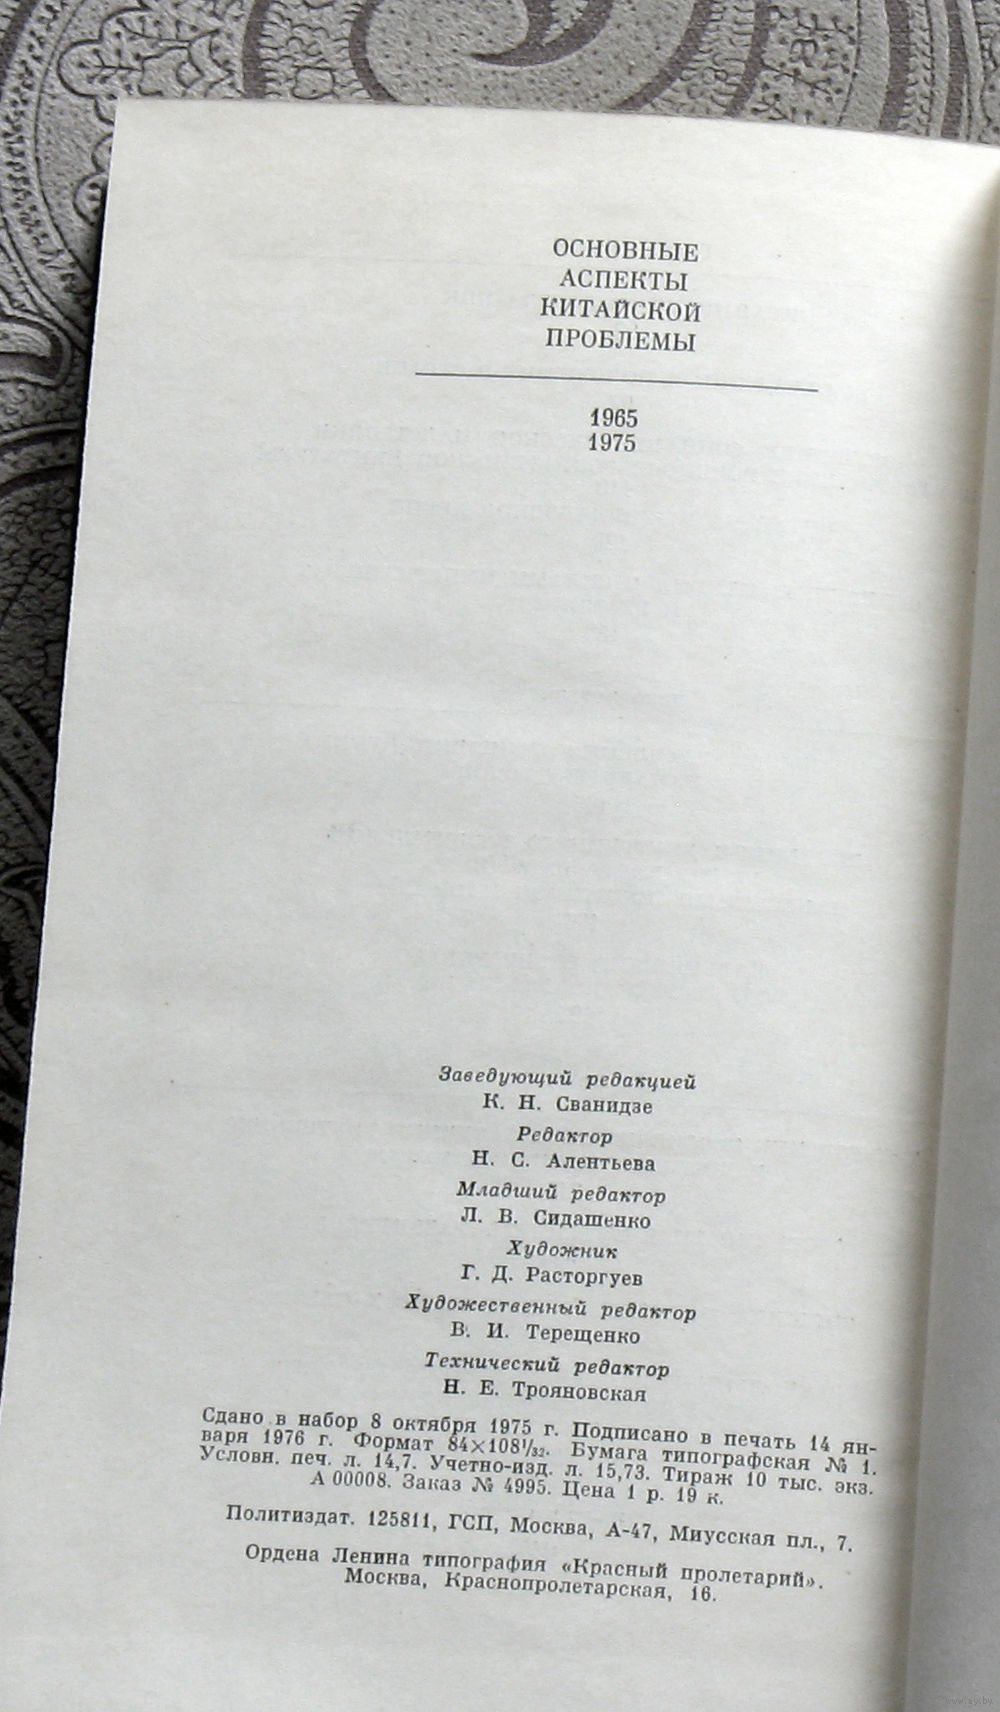 ОСНОВНЫЕ
АСПЕКТЫ
КИТАЙСКОЙ
ПРОБЛЕМЫ
1965
1975
Заведующий редакцией
К. Н. Сванидзе
Редактор
Н. С. Алентьева
Младший редактор
Л. В. Сидашенко
Художник
Г. Д. Расторгуев
Художественный редактор
В. И. Терещенко
Технический редактор
Н. Е. Трояновская
Сдано в набор 8 октября 1975 г. Подписано в печать 14 ян-
варя 1976 г. Формат 84×108¹/₃₂. Бумага типографская № 1.
Условн. печ. л. 14,7. Учетно-изд. л. 15,73. Тираж 10 тыс. экз.
А 00008. Заказ № 4995. Цена 1 р. 19 к.
Политиздат. 125811, ГСП, Москва, А-47, Миусская пл., 7.
Ордена Ленина типография «Красный пролетарий».
Москва, Краснопролетарская, 16.